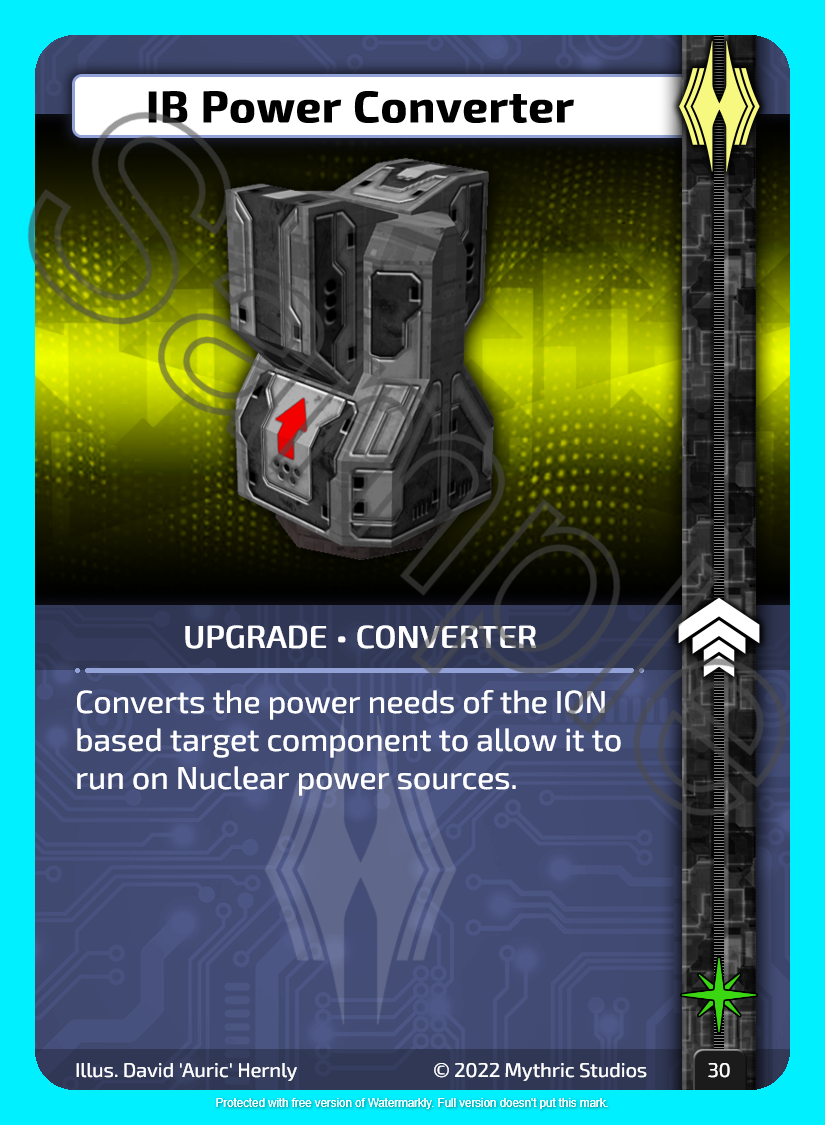 IB Power Converter
UPGRADE • CONVERTER
Converts the power needs of the ION
based target component to allow it to
run on Nuclear power sources.
Illus. David 'Auric' Hernly
© 2022 Mythric Studios
30
Sample
Protected with free version of Watermarkly. Full version doesn't put this mark.